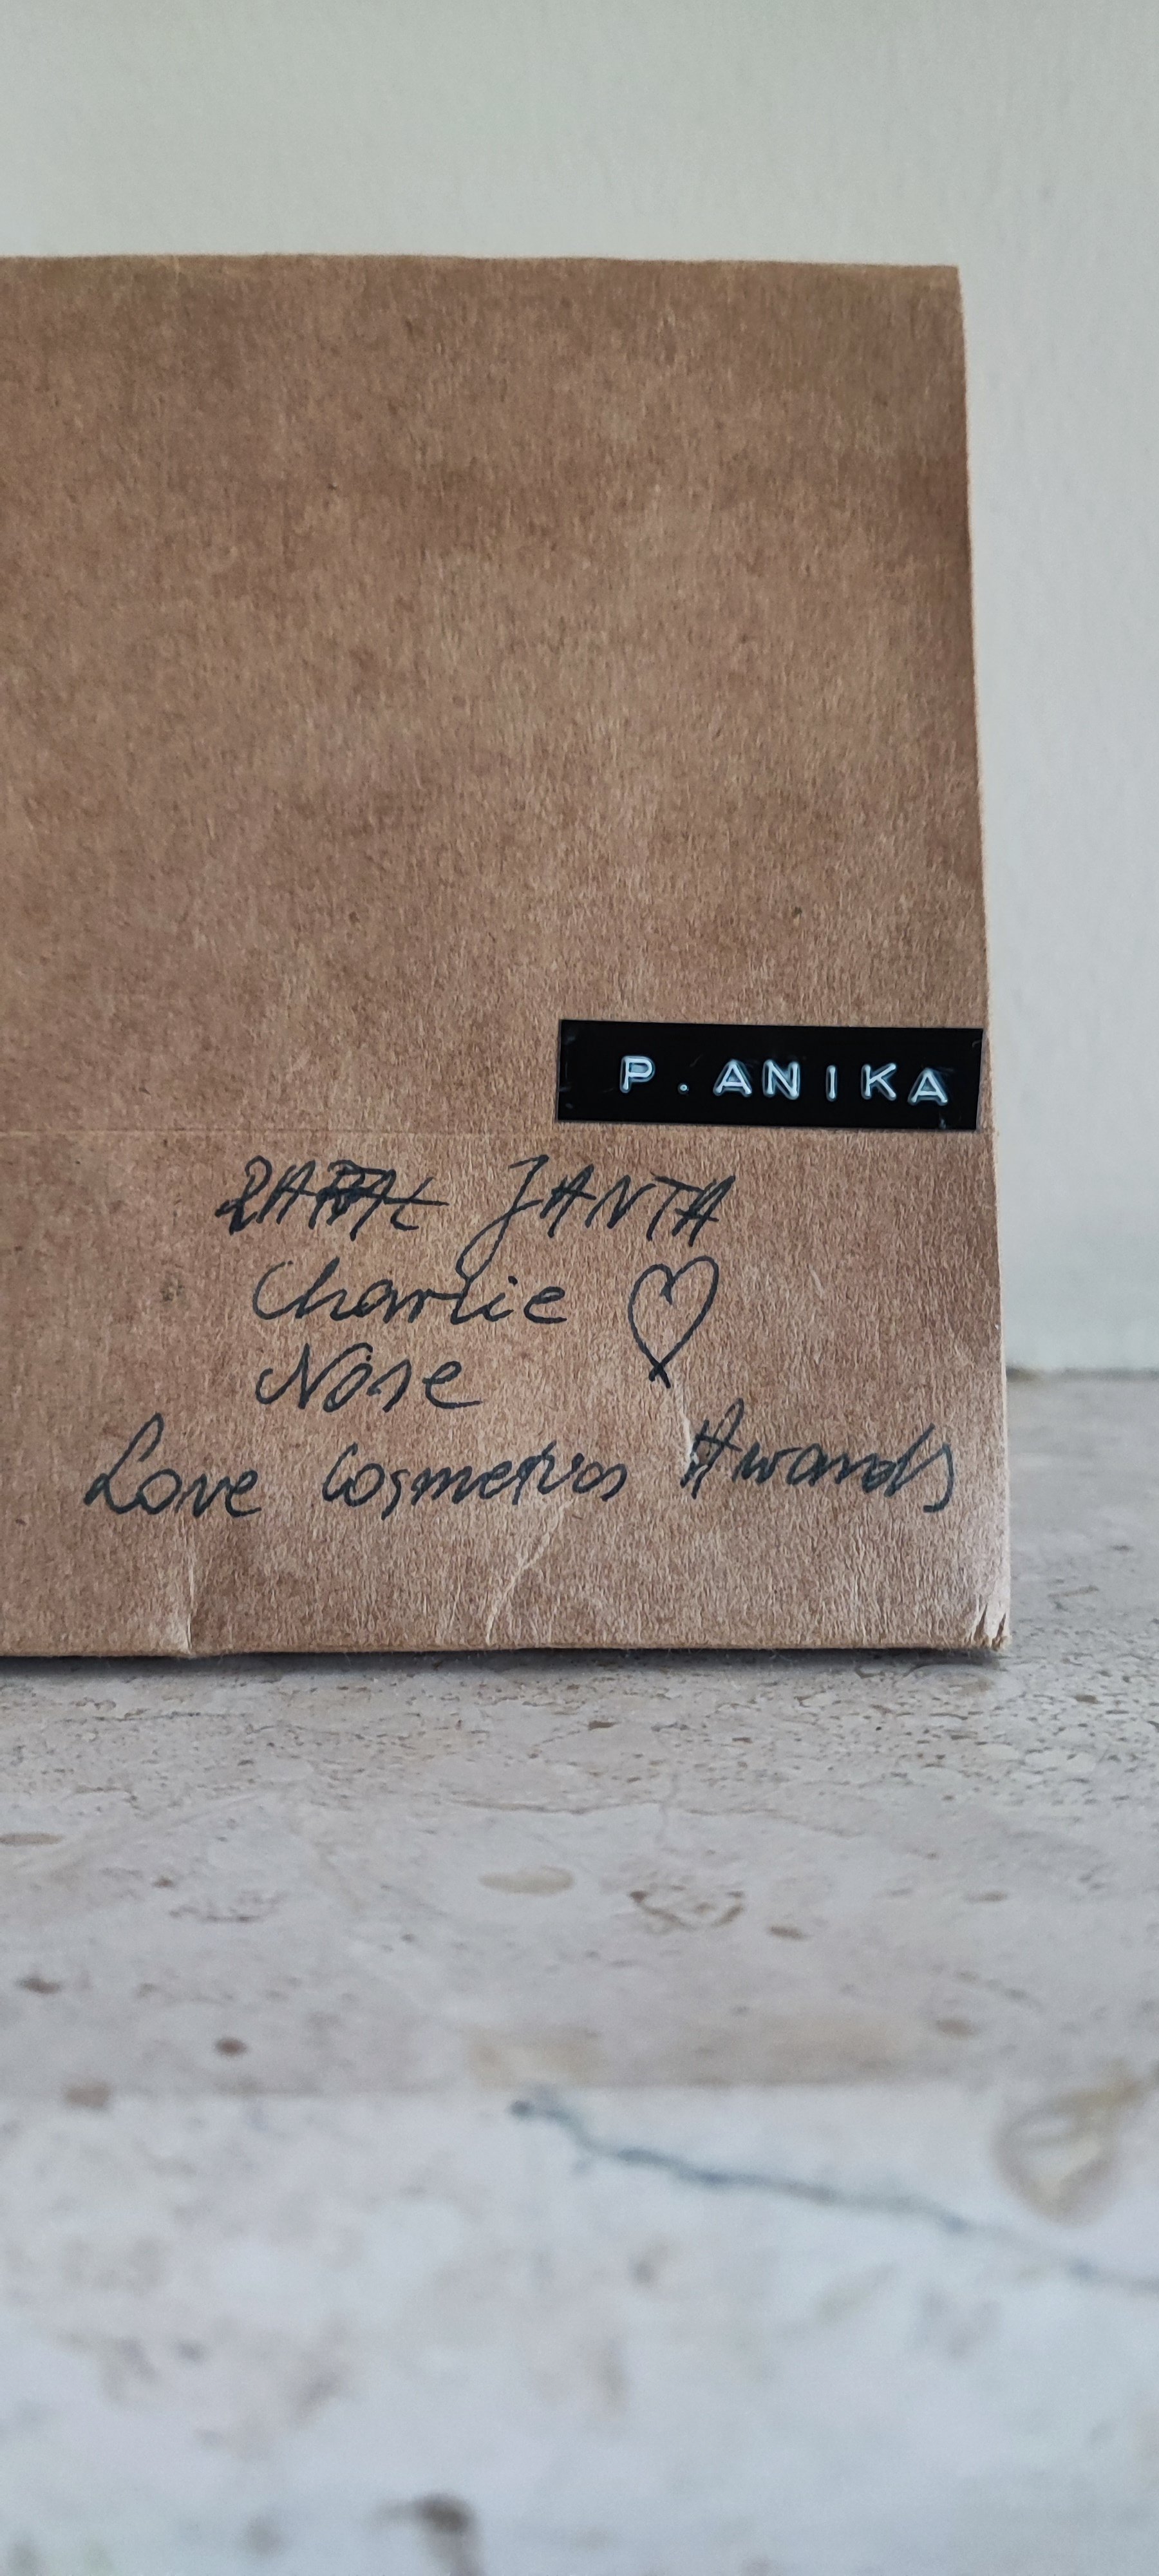 P.ANIKA
JANTA
Charlie ♡
Nose
Love Cosmetics Awards